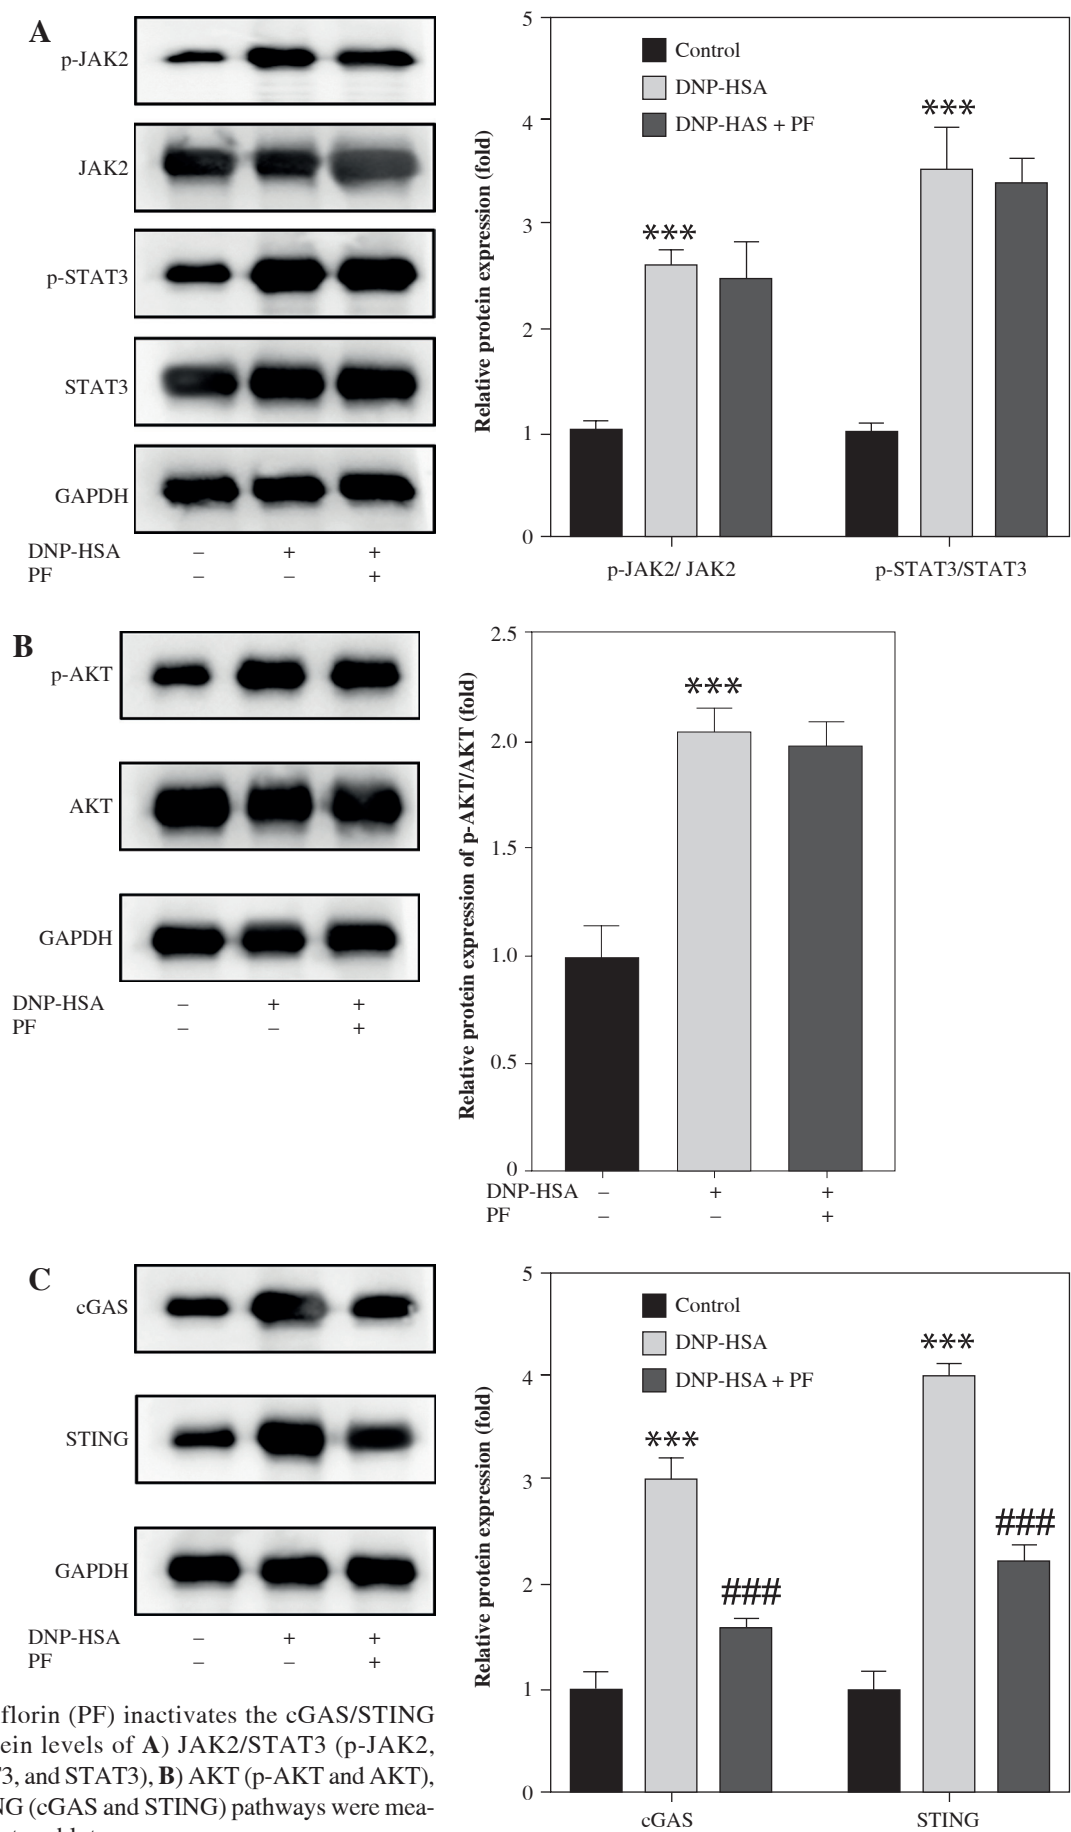 A
p-JAK2
JAK2
p-STAT3
STAT3
GAPDH
DNP-HSA – + +
PF – – +
Relative protein expression (fold)
5
4
3
2
1
0
Control
DNP-HSA
DNP-HAS + PF
***
***
p-JAK2/ JAK2 p-STAT3/STAT3
B
p-AKT
AKT
GAPDH
DNP-HSA – + +
PF – – +
Relative protein expression of p-AKT/AKT (fold)
2.5
2.0
1.5
1.0
0.5
0
***
DNP-HSA – + +
PF – – +
C
cGAS
STING
GAPDH
DNP-HSA – + +
PF – – +
Relative protein expression (fold)
5
4
3
2
1
0
Control
DNP-HSA
DNP-HSA + PF
***
###
***
###
cGAS STING
florin (PF) inactivates the cGAS/STING
ein levels of A) JAK2/STAT3 (p-JAK2,
3, and STAT3), B) AKT (p-AKT and AKT),
NG (cGAS and STING) pathways were mea-